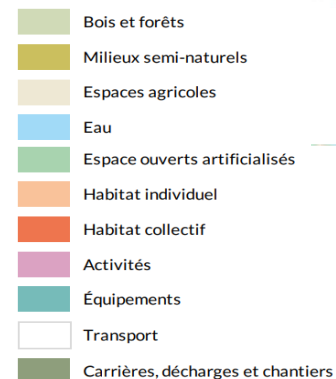 Bois et forêts
Milieux semi-naturels
Espaces agricoles
Eau
Espace ouverts artificialisés
Habitat individuel
Habitat collectif
Activités
Équipements
Transport
Carrières, décharges et chantiers